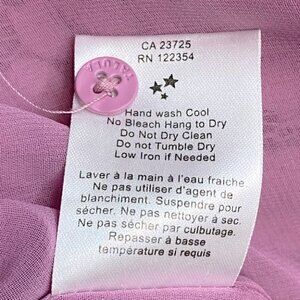 CA 23725
RN 122354
TALULA
Hand wash Cool
No Bleach Hang to Dry
Do Not Dry Clean
Do not Tumble Dry
Low Iron if Needed
Laver à la main à l'eau fraiche
Ne pas utiliser d'agent de
blanchiment. Suspendre pour
sécher. Ne pas nettoyer à sec.
Ne pas sécher par culbutage.
Repasser à basse
température si requis